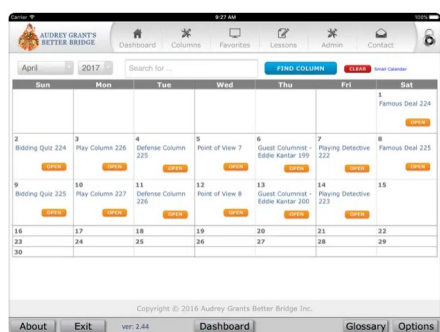 Carrier 9:27 AM 100%
AUDREY GRANT'S
BETTER BRIDGE
Dashboard Columns Favorites Lessons Admin Contact
April 2017 Search for ... FIND COLUMN CLEAR Smart Calendar
Sun Mon Tue Wed Thu Fri Sat
1
Famous Deal 224
OPEN
2 3 4 5 6 7 8
Bidding Quiz 224 Play Column 226 Defense Column Point of View 7 Guest Columnist - Playing Detective Famous Deal 225
225 Eddie Kantar 199 222
OPEN OPEN OPEN OPEN OPEN OPEN OPEN
9 10 11 12 13 14 15
Bidding Quiz 225 Play Column 227 Defense Column Point of View 8 Guest Columnist - Playing Detective
226 Eddie Kantar 200 223
OPEN OPEN OPEN OPEN OPEN OPEN
16 17 18 19 20 21 22
23 24 25 26 27 28 29
30
Copyright © 2016 Audrey Grants Better Bridge Inc.
About Exit ver: 2.44 Dashboard Glossary Options